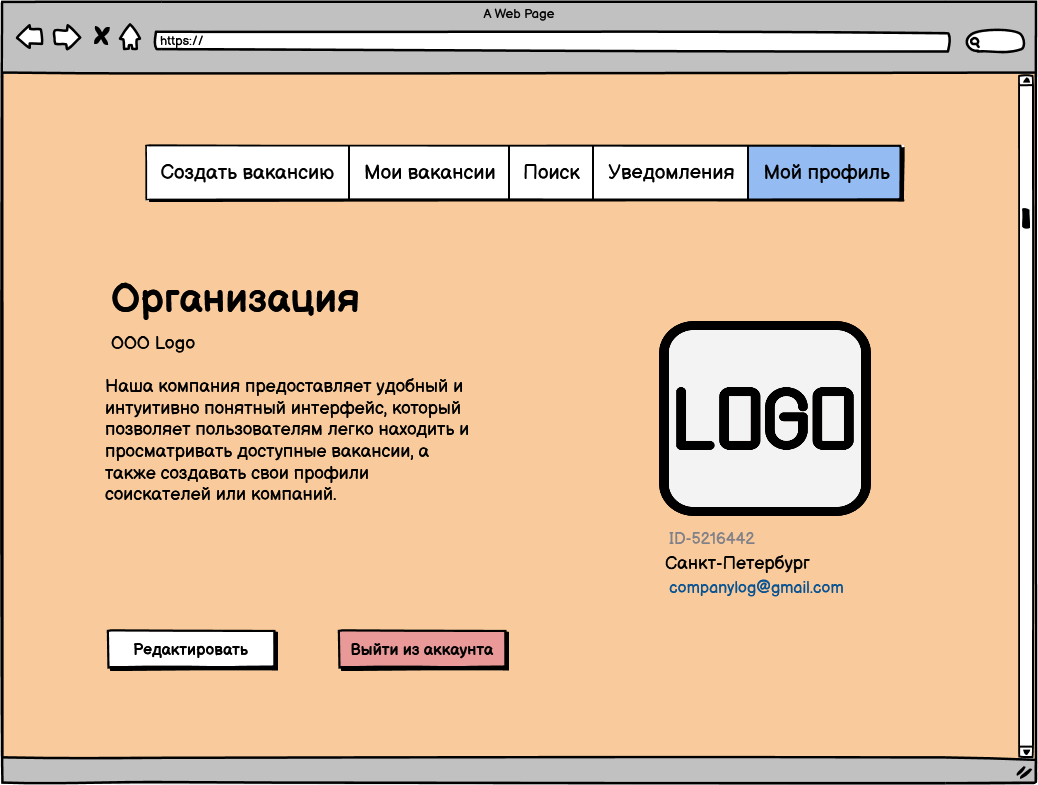 A Web Page
https://
Создать вакансию
Мои вакансии
Поиск
Уведомления
Мой профиль
Организация
ООО Logo
Наша компания предоставляет удобный и
интуитивно понятный интерфейс, который
позволяет пользователям легко находить и
просматривать доступные вакансии, а
также создавать свои профили
соискателей или компаний.
LOGO
ID-5216442
Санкт-Петербург
companylog@gmail.com
Редактировать
Выйти из аккаунта